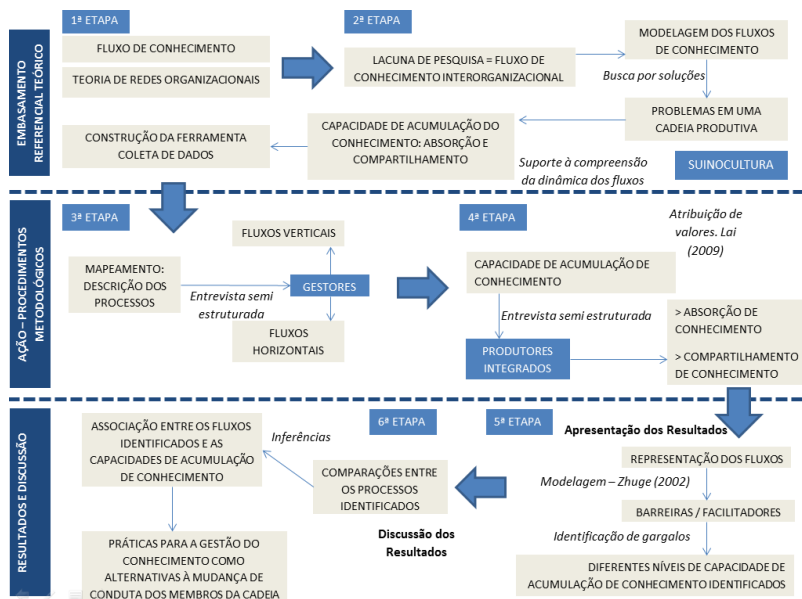 EMBASAMENTO
REFERENCIAL TEÓRICO
1ª ETAPA
FLUXO DE CONHECIMENTO
TEORIA DE REDES ORGANIZACIONAIS
2ª ETAPA
LACUNA DE PESQUISA = FLUXO DE
CONHECIMENTO INTERORGANIZACIONAL
MODELAGEM DOS FLUXOS
DE CONHECIMENTO
Busca por soluções
PROBLEMAS EM UMA
CADEIA PRODUTIVA
SUINOCULTURA
CAPACIDADE DE ACUMULAÇÃO DO
CONHECIMENTO: ABSORÇÃO E
COMPARTILHAMENTO
Suporte à compreensão
da dinâmica dos fluxos
CONSTRUÇÃO DA FERRAMENTA
COLETA DE DADOS
AÇÃO – PROCEDIMENTOS
METODOLÓGICOS
3ª ETAPA
MAPEAMENTO:
DESCRIÇÃO DOS
PROCESSOS
Entrevista semi
estruturada
FLUXOS VERTICAIS
GESTORES
FLUXOS
HORIZONTAIS
4ª ETAPA
Atribuição de
valores. Lai
(2009)
CAPACIDADE DE ACUMULAÇÃO DE
CONHECIMENTO
Entrevista semi estruturada
PRODUTORES
INTEGRADOS
> ABSORÇÃO DE
CONHECIMENTO
> COMPARTILHAMENTO
DE CONHECIMENTO
RESULTADOS E DISCUSSÃO
5ª ETAPA
Apresentação dos Resultados
REPRESENTAÇÃO DOS FLUXOS
Modelagem – Zhuge (2002)
BARREIRAS / FACILITADORES
Identificação de gargalos
DIFERENTES NÍVEIS DE CAPACIDADE DE
ACUMULAÇÃO DE CONHECIMENTO IDENTIFICADOS
6ª ETAPA
COMPARAÇÕES ENTRE
OS PROCESSOS
IDENTIFICADOS
Discussão dos
Resultados
Inferências
ASSOCIAÇÃO ENTRE OS FLUXOS
IDENTIFICADOS E AS
CAPACIDADES DE ACUMULAÇÃO
DE CONHECIMENTO
PRÁTICAS PARA A GESTÃO DO
CONHECIMENTO COMO
ALTERNATIVAS À MUDANÇA DE
CONDUTA DOS MEMBROS DA CADEIA